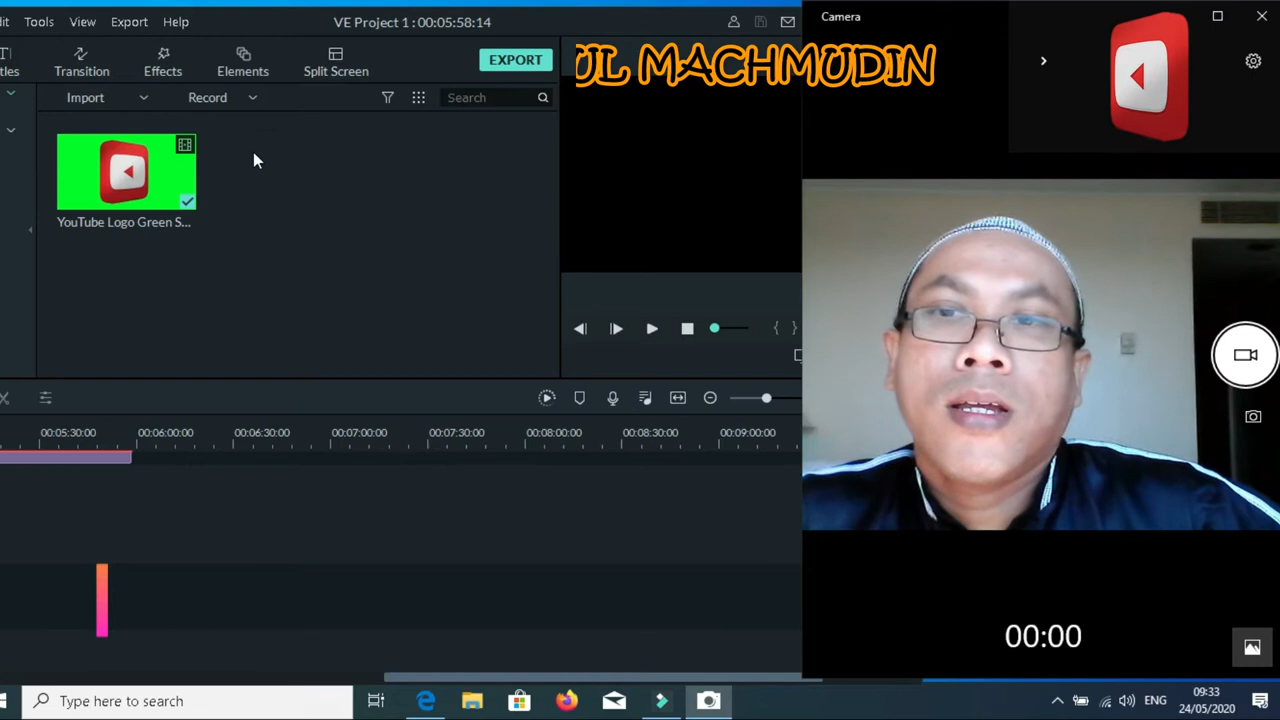 Tools View Export Help VE Project 1 : 00:05:58:14
Camera
UL MACHMUDIN
Transition Effects Elements Split Screen EXPORT
Import Record Search
YouTube Logo Green S...
00:05:30:00 00:06:00:00 00:06:30:00 00:07:00:00 00:07:30:00 00:08:00:00 00:08:30:00 00:09:00:00
00:00
Type here to search
ENG
09:33
24/05/2020